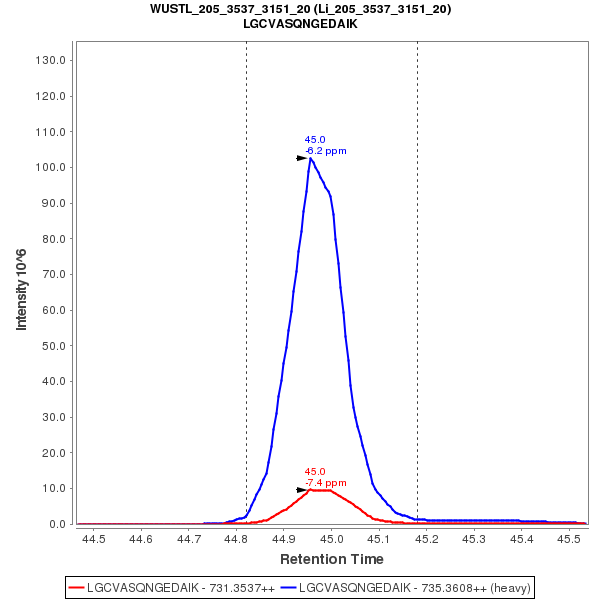 WUSTL_205_3537_3151_20 (Li_205_3537_3151_20)
LGCVASQNGEDAIK
130.0
120.0
110.0
100.0
90.0
80.0
70.0
60.0
50.0
40.0
30.0
20.0
10.0
0.0
Intensity 10^6
45.0
-6.2 ppm
45.0
-7.4 ppm
44.5 44.6 44.7 44.8 44.9 45.0 45.1 45.2 45.3 45.4 45.5
Retention Time
LGCVASQNGEDAIK - 731.3537++ LGCVASQNGEDAIK - 735.3608++ (heavy)